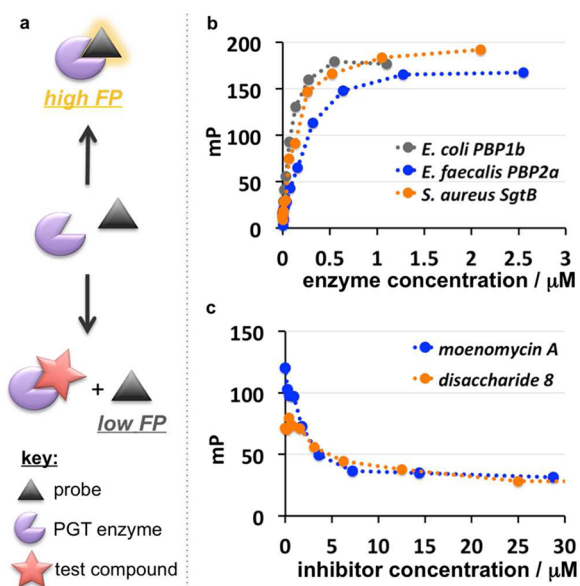 a
high FP
+
low FP
key:
probe
PGT enzyme
test compound
b
200
150
100
50
0
mP
E. coli PBP1b
E. faecalis PBP2a
S. aureus SgtB
0 0.5 1 1.5 2 2.5 3
enzyme concentration / µM
c
150
100
50
0
mP
moenomycin A
disaccharide 8
0 5 10 15 20 25 30
inhibitor concentration / µM